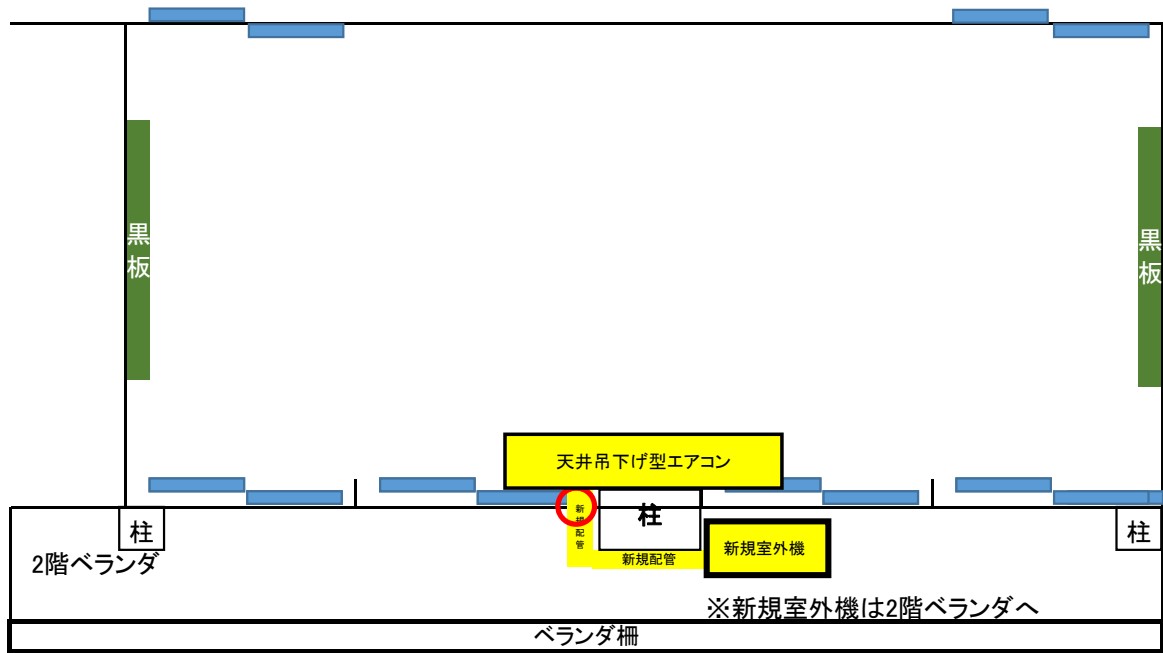 黒板
黒板
天井吊下げ型エアコン
新規配管
柱
柱
柱
2階ベランダ
新規配管
新規室外機
※新規室外機は2階ベランダへ
ベランダ柵